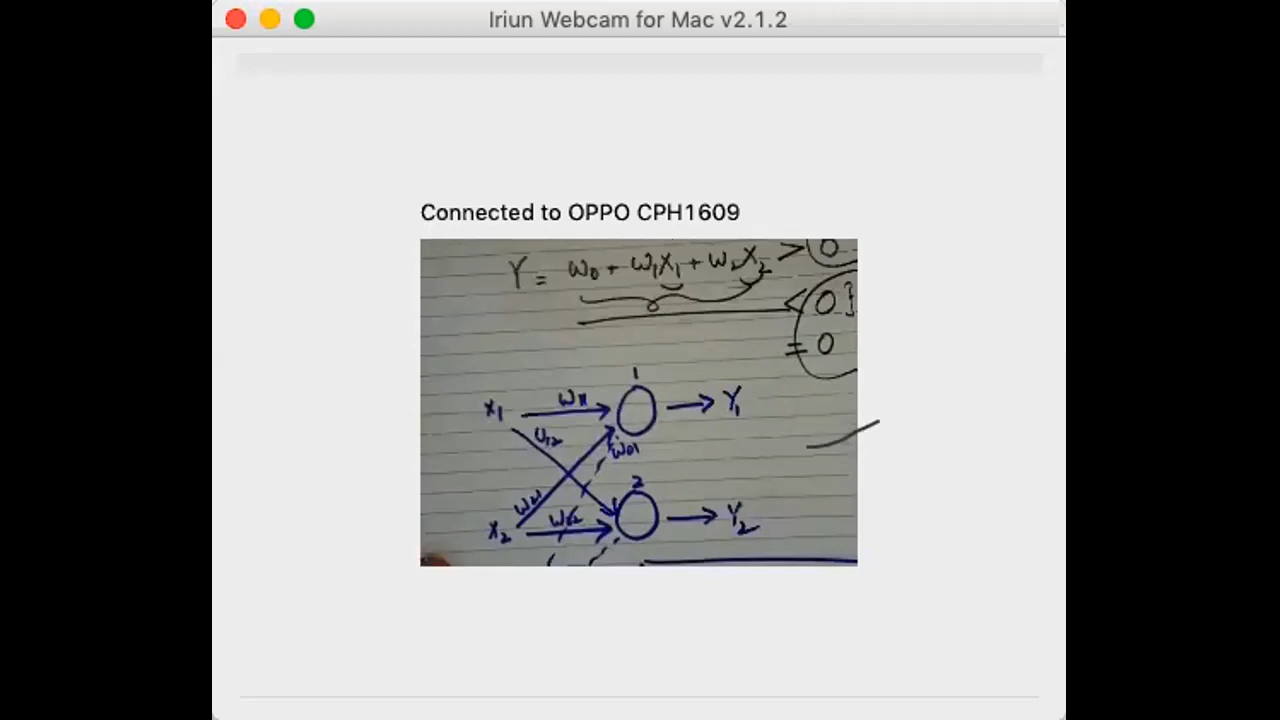 Iriun Webcam for Mac v2.1.2
Connected to OPPO CPH1609
Y = w₀ + w₁x₁ + w₂x₂ > 0
< 0 }
= 0
1
x₁ w₁₁ → Y₁
w₁₂
w₀₁
w₂₁
2
x₂ w₂₂ → Y₂